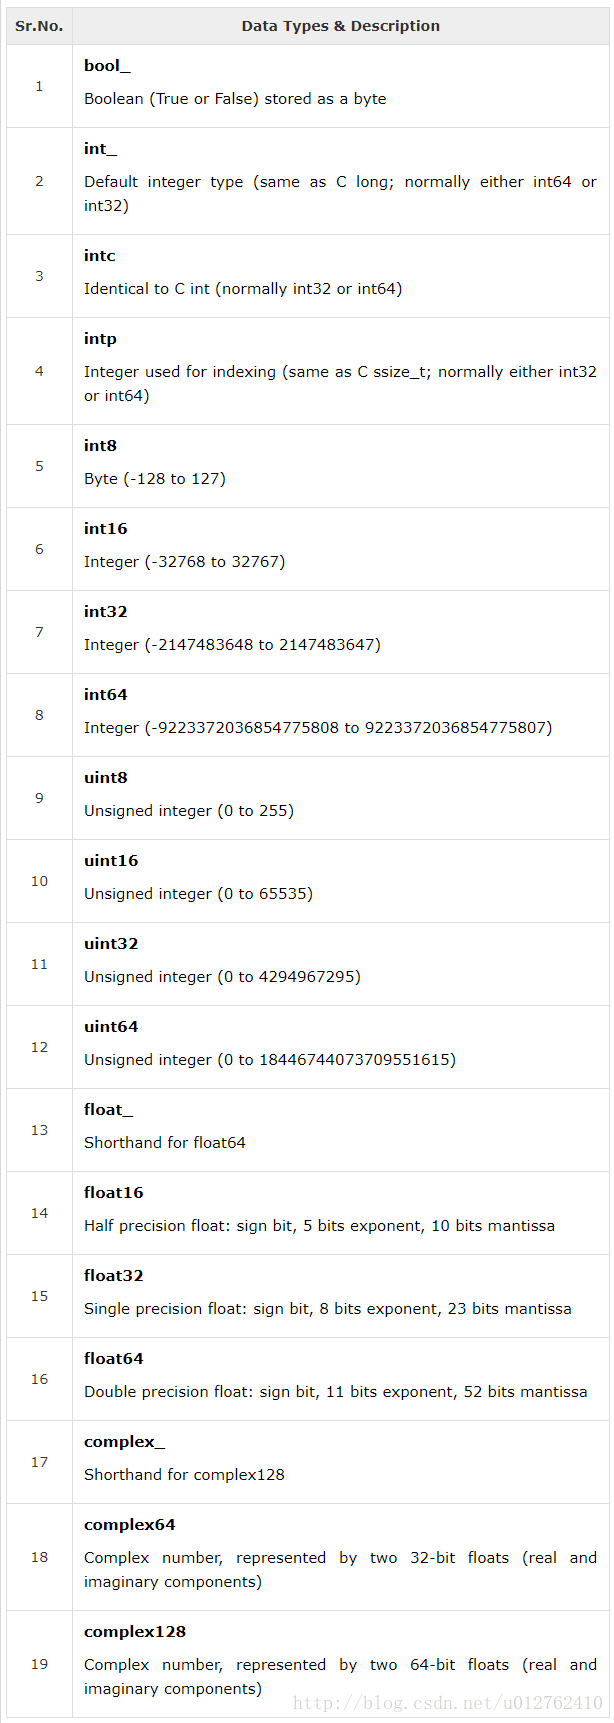 Sr.No. Data Types & Description
1
bool_
Boolean (True or False) stored as a byte
2
int_
Default integer type (same as C long; normally either int64 or
int32)
3
intc
Identical to C int (normally int32 or int64)
4
intp
Integer used for indexing (same as C ssize_t; normally either int32
or int64)
5
int8
Byte (-128 to 127)
6
int16
Integer (-32768 to 32767)
7
int32
Integer (-2147483648 to 2147483647)
8
int64
Integer (-9223372036854775808 to 9223372036854775807)
9
uint8
Unsigned integer (0 to 255)
10
uint16
Unsigned integer (0 to 65535)
11
uint32
Unsigned integer (0 to 4294967295)
12
uint64
Unsigned integer (0 to 18446744073709551615)
13
float_
Shorthand for float64
14
float16
Half precision float: sign bit, 5 bits exponent, 10 bits mantissa
15
float32
Single precision float: sign bit, 8 bits exponent, 23 bits mantissa
16
float64
Double precision float: sign bit, 11 bits exponent, 52 bits mantissa
17
complex_
Shorthand for complex128
18
complex64
Complex number, represented by two 32-bit floats (real and
imaginary components)
19
complex128
Complex number, represented by two 64-bit floats (real and
imaginary components)
http://blog.csdn.net/u012762410